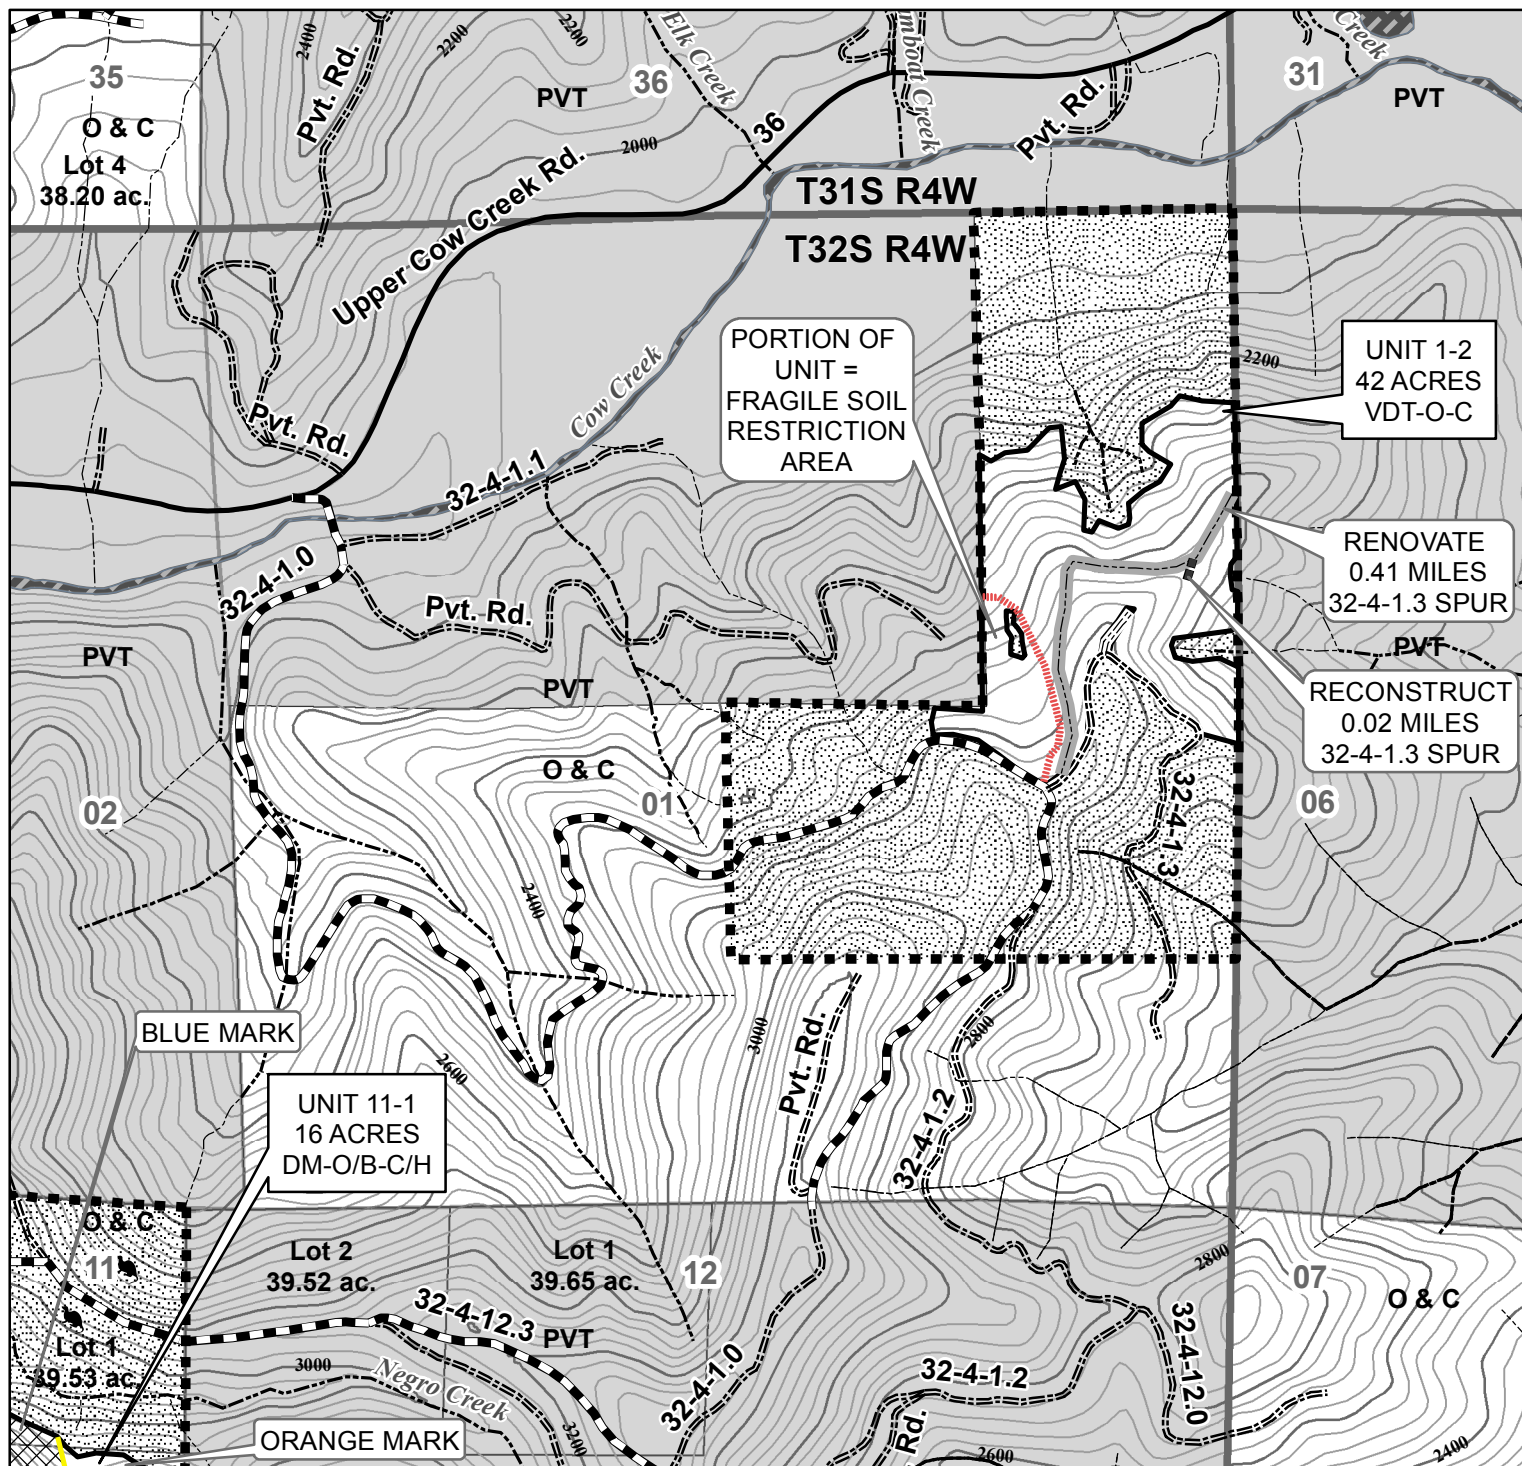 35
O & C
Lot 4
38.20 ac.
2400
2200
2200
Pvt. Rd.
Elk Creek
36
PVT
2000
36
Upper Cow Creek Rd.
mboat Creek
Pvt. Rd.
31
Creek
PVT
T31S R4W
T32S R4W
PORTION OF
UNIT =
FRAGILE SOIL
RESTRICTION
AREA
2200
UNIT 1-2
42 ACRES
VDT-O-C
Cow Creek
Pvt. Rd.
32-4-1.1
32-4-1.0
Pvt. Rd.
RENOVATE
0.41 MILES
32-4-1.3 SPUR
PVT
PVT
PVT
RECONSTRUCT
0.02 MILES
32-4-1.3 SPUR
O & C
02
01
32-4-1.3
06
2400
BLUE MARK
2600
3000
Pvt. Rd.
2800
32-4-1.2
UNIT 11-1
16 ACRES
DM-O/B-C/H
O & C
11
Lot 2
39.52 ac.
Lot 1
39.65 ac.
12
2800
07
O & C
Lot 1
39.53 ac.
32-4-12.3
PVT
3000
Negro Creek
32-4-1.0
32-4-1.2
32-4-12.0
3200
ORANGE MARK
Rd.
2600
2400